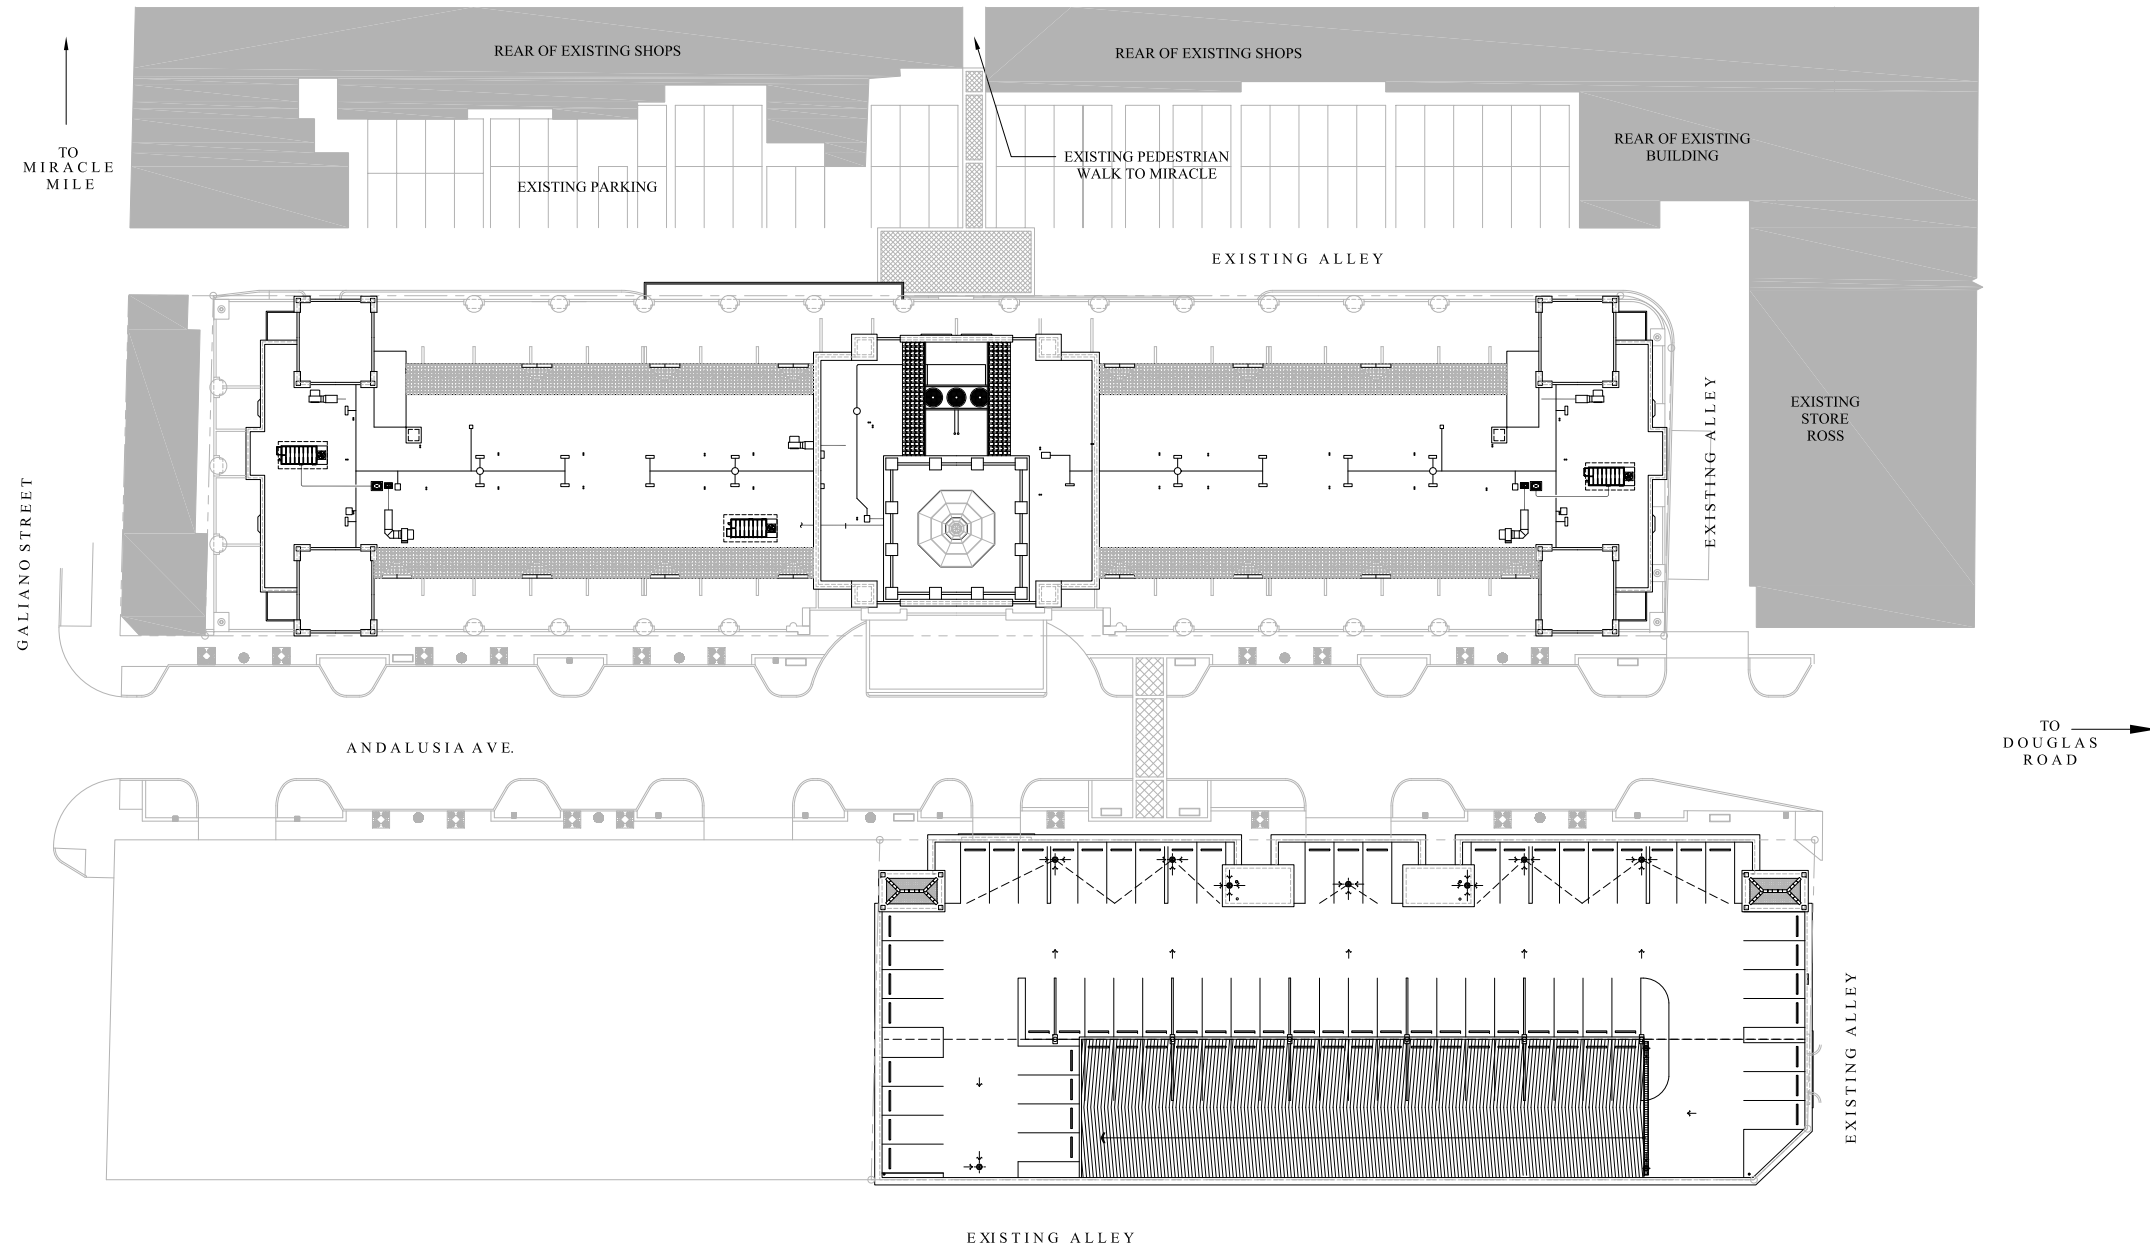 REAR OF EXISTING SHOPS
REAR OF EXISTING SHOPS
TO
MIRACLE
MILE
EXISTING PARKING
EXISTING PEDESTRIAN
WALK TO MIRACLE
REAR OF EXISTING
BUILDING
EXISTING ALLEY
EXISTING
STORE
ROSS
EXISTING ALLEY
GALIANO STREET
ANDALUSIA AVE.
TO
DOUGLAS
ROAD
EXISTING ALLEY
EXISTING ALLEY